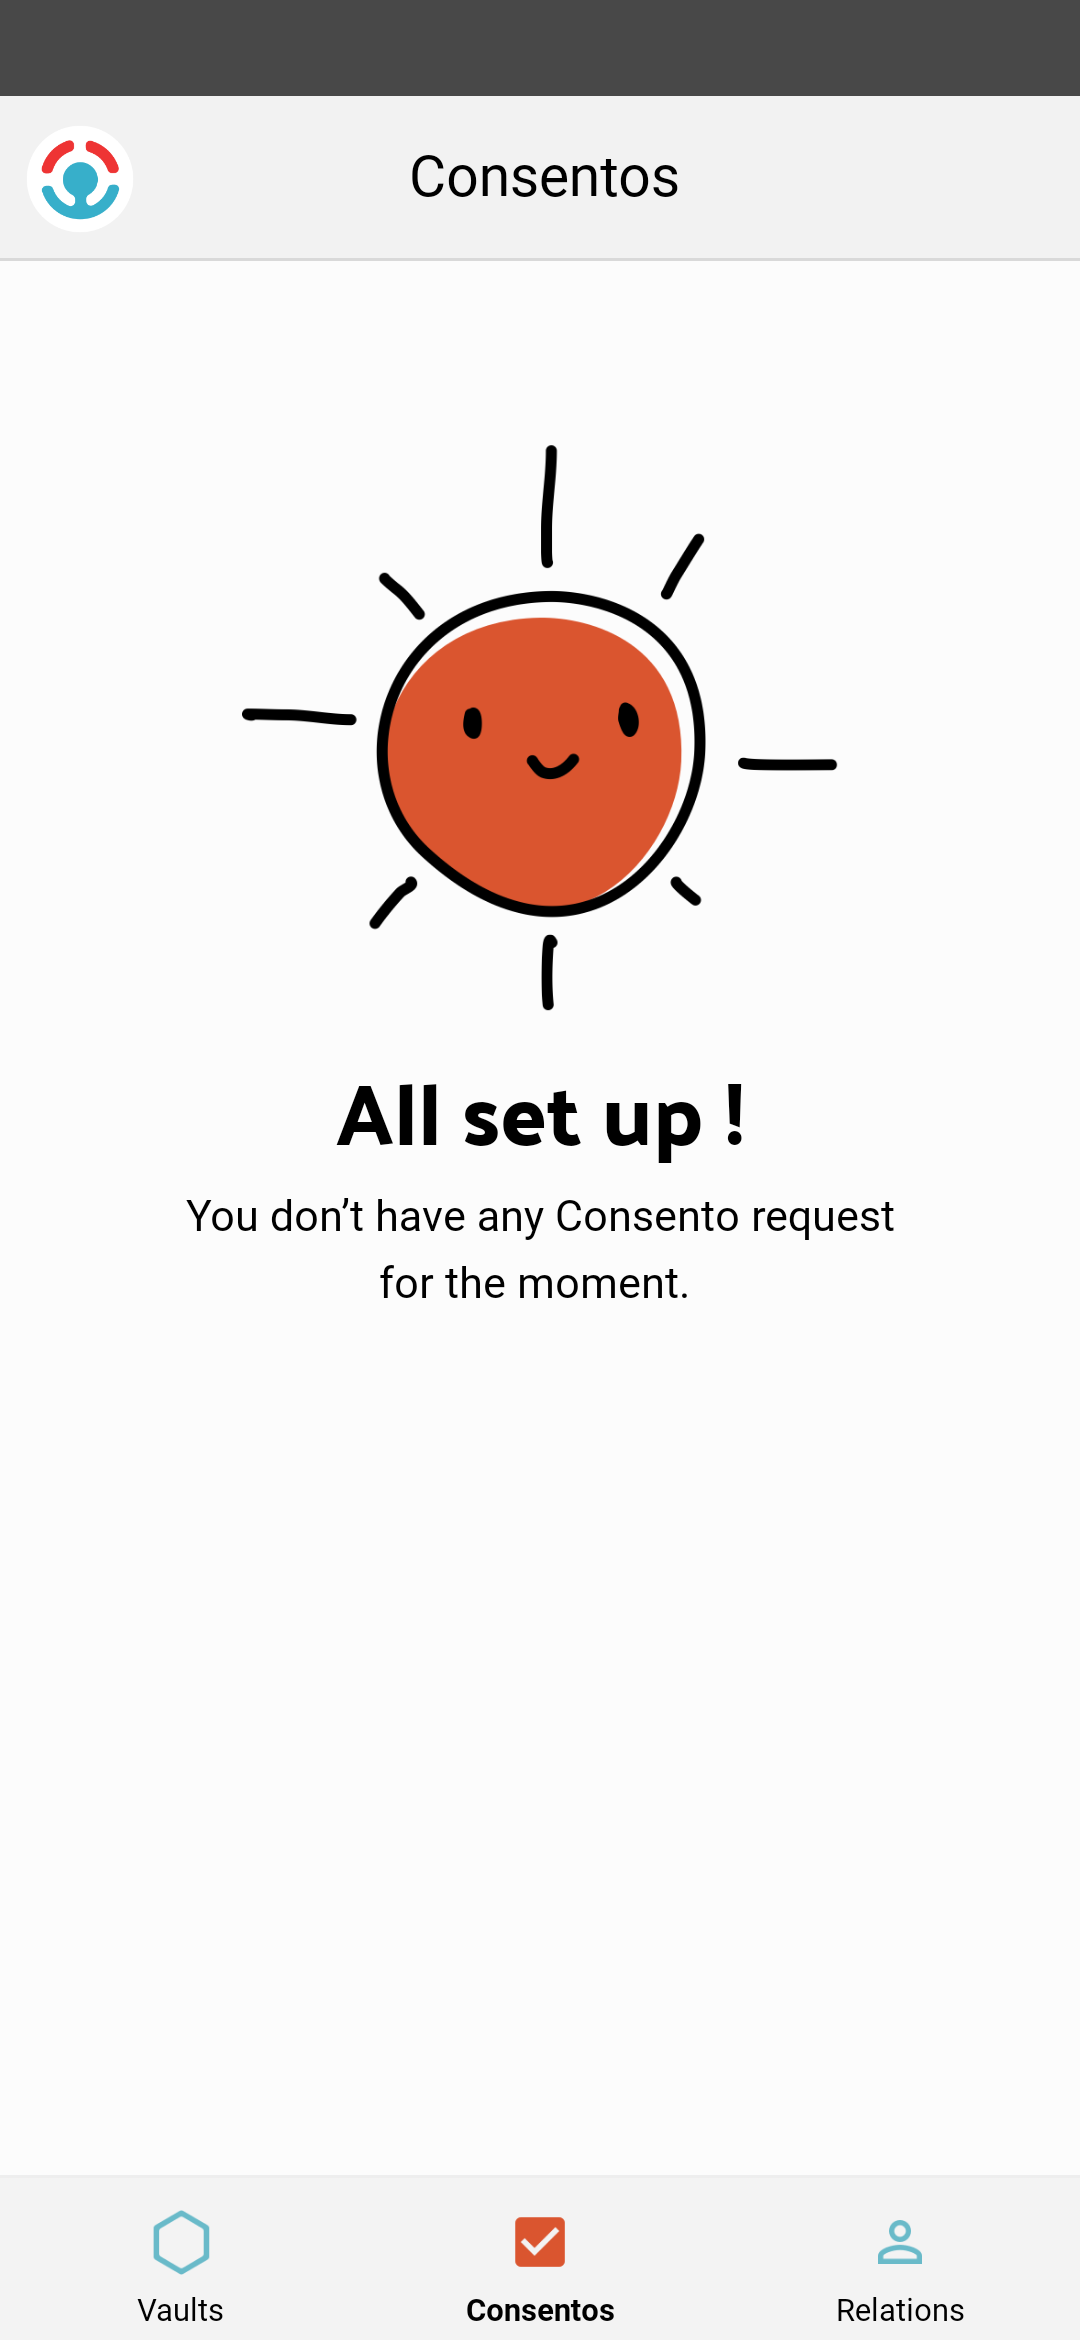 Consentos
All set up !
You don’t have any Consento request
for the moment.
Vaults
Consentos
Relations